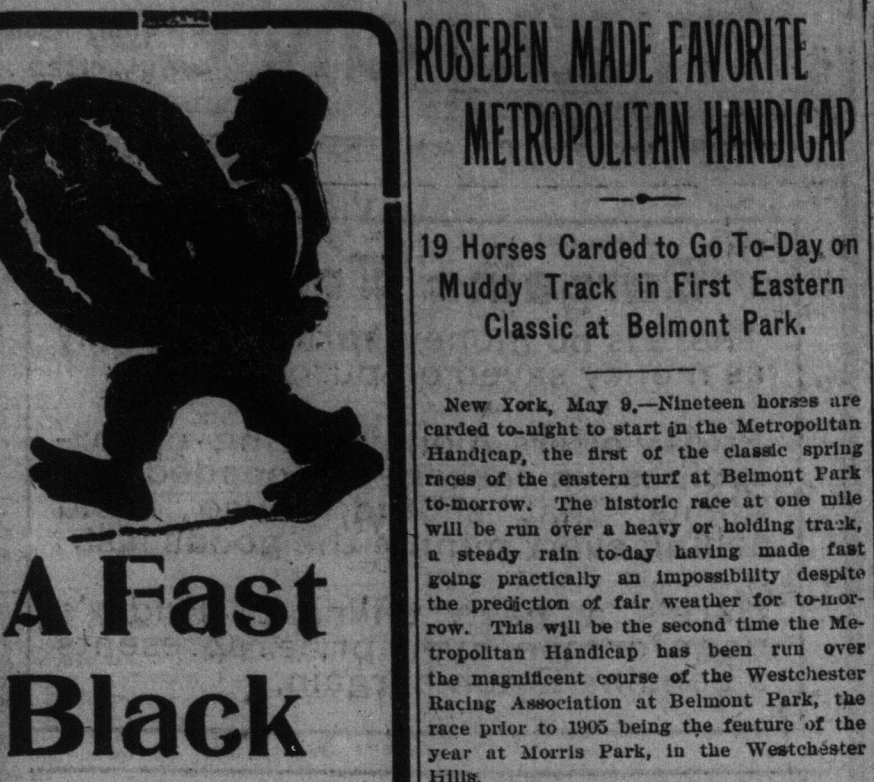 A Fast
Black
ROSEBEN MADE FAVORITE
METROPOLITAN HANDICAP
19 Horses Carded to Go To-Day on
Muddy Track in First Eastern
Classic at Belmont Park.
New York, May 9.—Nineteen horses are
carded to-night to start in the Metropolitan
Handicap, the first of the classic spring
races of the eastern turf at Belmont Park
to-morrow. The historic race at one mile
will be run over a heavy or holding track,
a steady rain to-day having made fast
going practically an impossibility despite
the prediction of fair weather for to-mor-
row. This will be the second time the Me-
tropolitan Handicap has been run over
the magnificent course of the Westchester
Racing Association at Belmont Park, the
race prior to 1905 being the feature of the
year at Morris Park, in the Westchester
Hills.